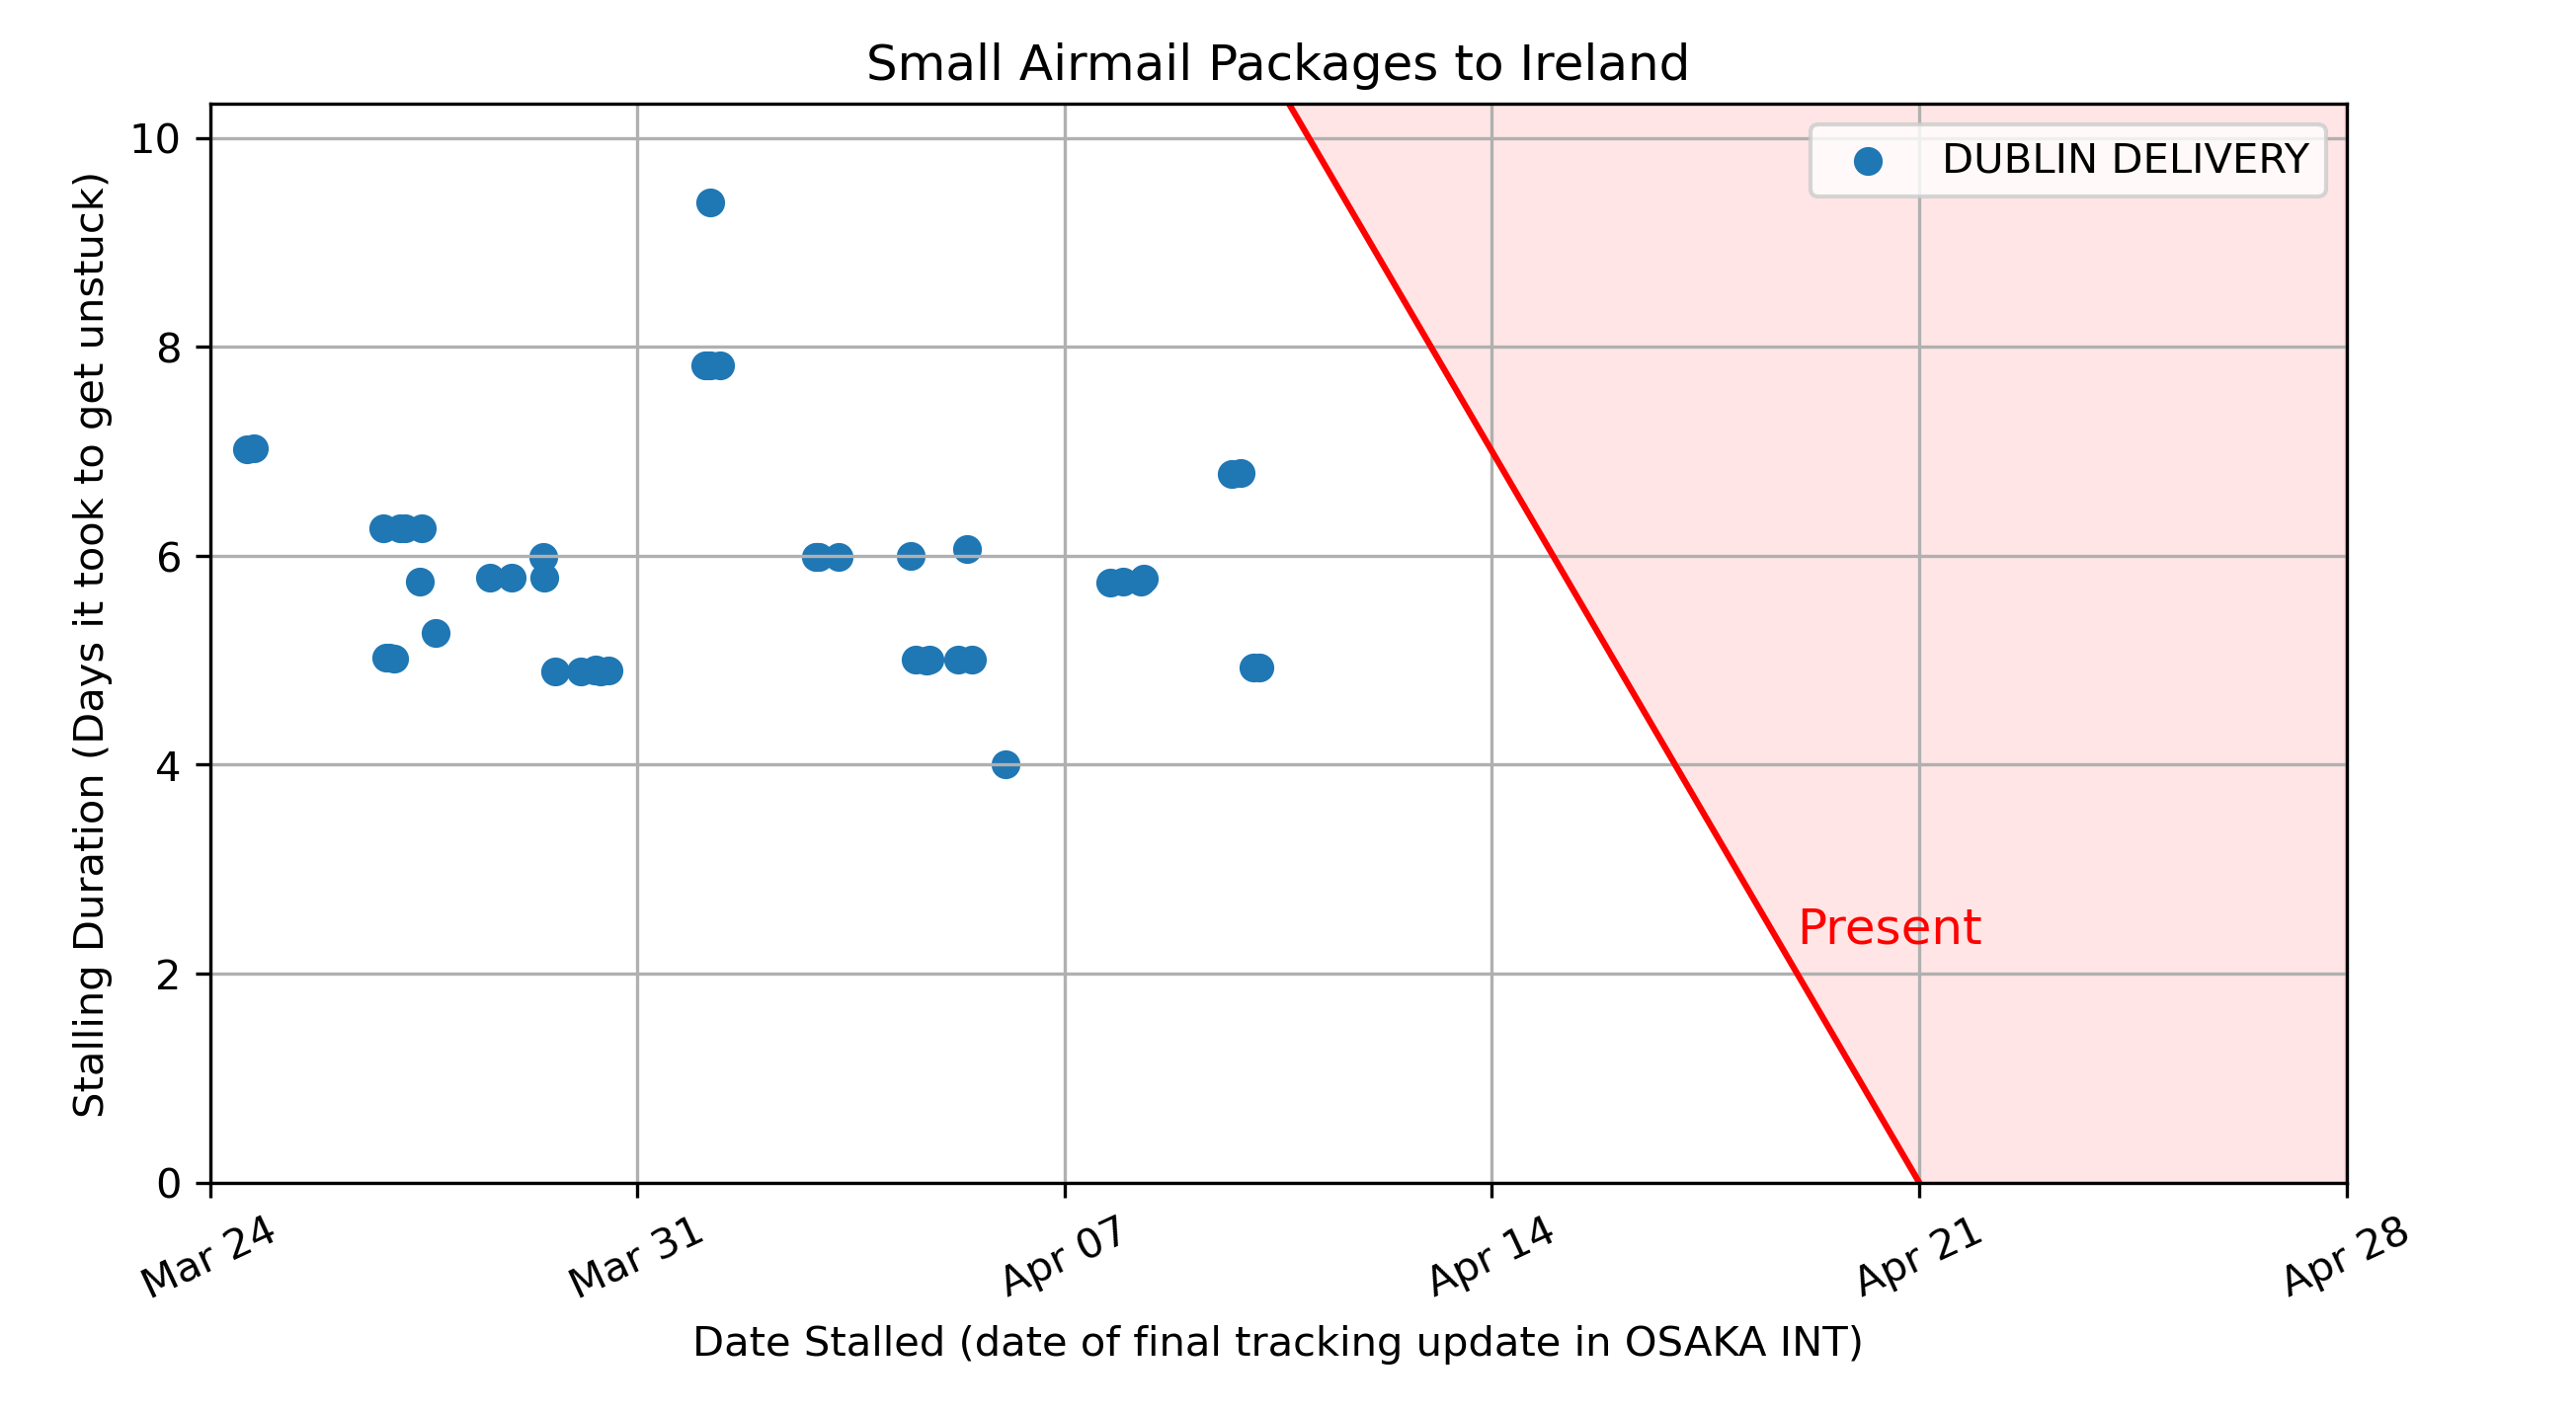 Small Airmail Packages to Ireland
DUBLIN DELIVERY
Stalling Duration (Days it took to get unstuck)
10
8
6
4
2
0
Present
Mar 24
Mar 31
Apr 07
Apr 14
Apr 21
Apr 28
Date Stalled (date of final tracking update in OSAKA INT)